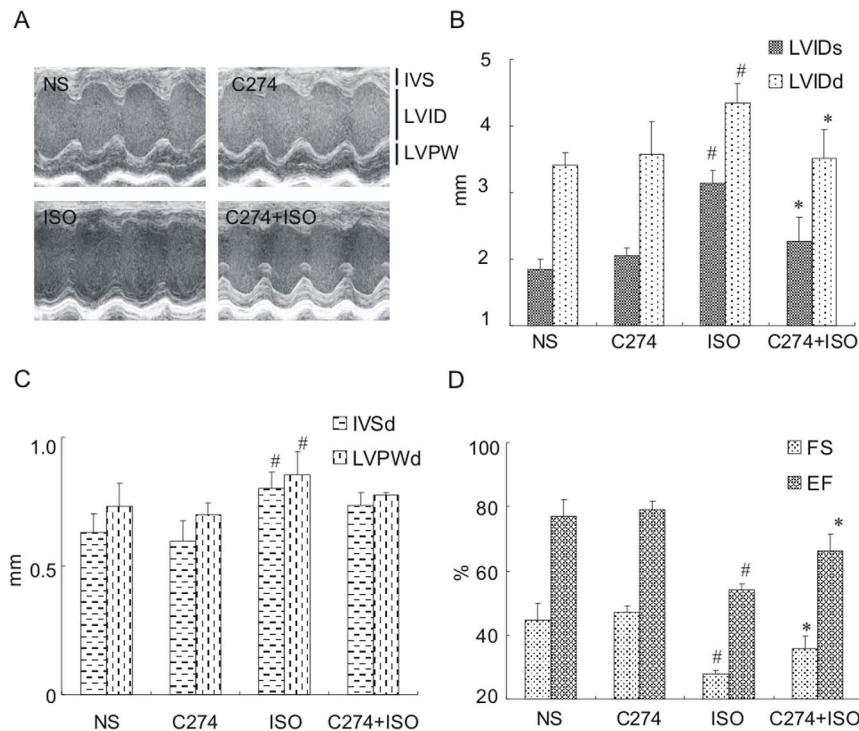 A
NS
C274
IVS
LVID
LVPW
ISO
C274+ISO
B
LVIDs
LVIDd
5
4
3
2
1
mm
#
#
*
*
NS
C274
ISO
C274+ISO
C
IVSd
LVPWd
1.0
0.5
0
mm
#
#
NS
C274
ISO
C274+ISO
D
FS
EF
100
80
60
40
20
%
#
#
*
*
NS
C274
ISO
C274+ISO